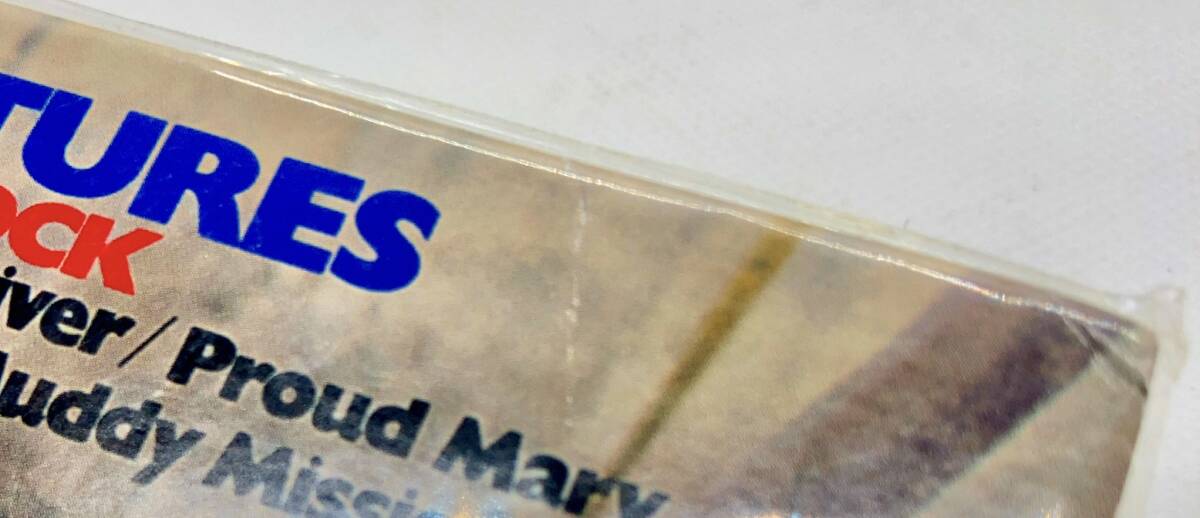 TURES
OCK
iver / Proud Mary
uddy Missi